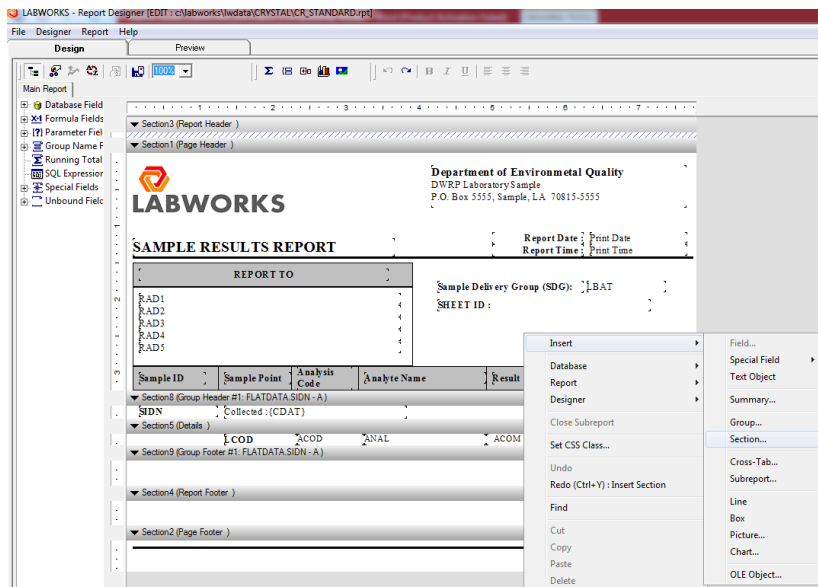 LABWORKS - Report Designer [EDIT : c:\labworks\lwdata\CRYSTAL\CR_STANDARD.rpt]
File Designer Report Help
Design Preview
100%
Main Report
Database Field
Formula Fields
Parameter Fiel
Group Name F
Running Total
SQL Expression
Special Fields
Unbound Field
1 2 3 4 5 6 7
Section3 (Report Header )
Section1 (Page Header )
LABWORKS
Department of Environmetal Quality
DWRP Laboratory Sample
P.O. Box 5555, Sample, LA 70815-5555
SAMPLE RESULTS REPORT
Report Date : Print Date
Report Time : Print Time
REPORT TO
RAD1
RAD2
RAD3
RAD4
RAD5
Sample Delivery Group (SDG): LBAT
SHEET ID :
Sample ID Sample Point Analysis Code Analyte Name Result
Section8 (Group Header #1: FLATDATA.SIDN - A )
SIDN Collected : {CDAT}
Section5 (Details )
LCOD ACOD ANAL ACOM
Section9 (Group Footer #1: FLATDATA.SIDN - A )
Section4 (Report Footer )
Section2 (Page Footer )
Insert
Database
Report
Designer
Close Subreport
Set CSS Class...
Undo
Redo (Ctrl+Y) : Insert Section
Find
Cut
Copy
Paste
Delete
Field...
Special Field
Text Object
Summary...
Group...
Section...
Cross-Tab...
Subreport...
Line
Box
Picture...
Chart...
OLE Object...